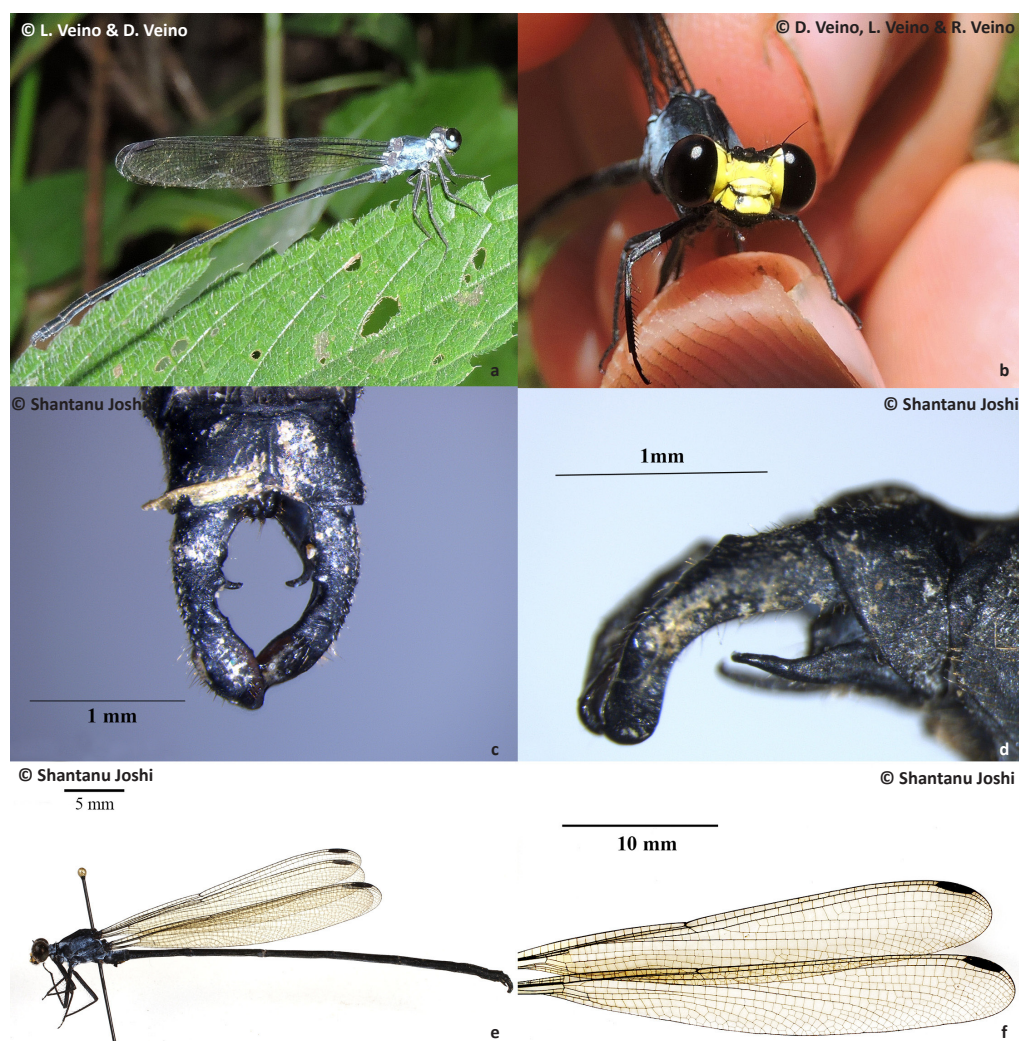 © L. Veino & D. Veino
© D. Veino, L. Veino & R. Veino
a
b
© Shantanu Joshi
© Shantanu Joshi
1 mm
1mm
c
d
© Shantanu Joshi
© Shantanu Joshi
5 mm
10 mm
e
f